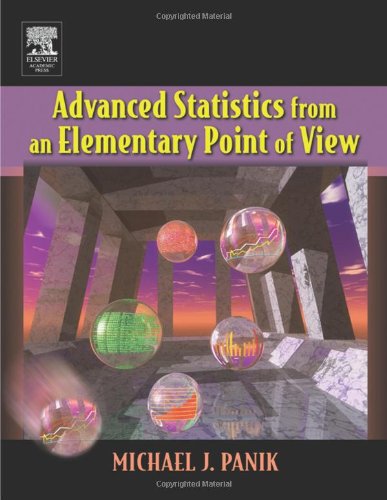 ELSEVIER
ACADEMIC
PRESS
Advanced Statistics from
an Elementary Point of View
MICHAEL J. PANIK